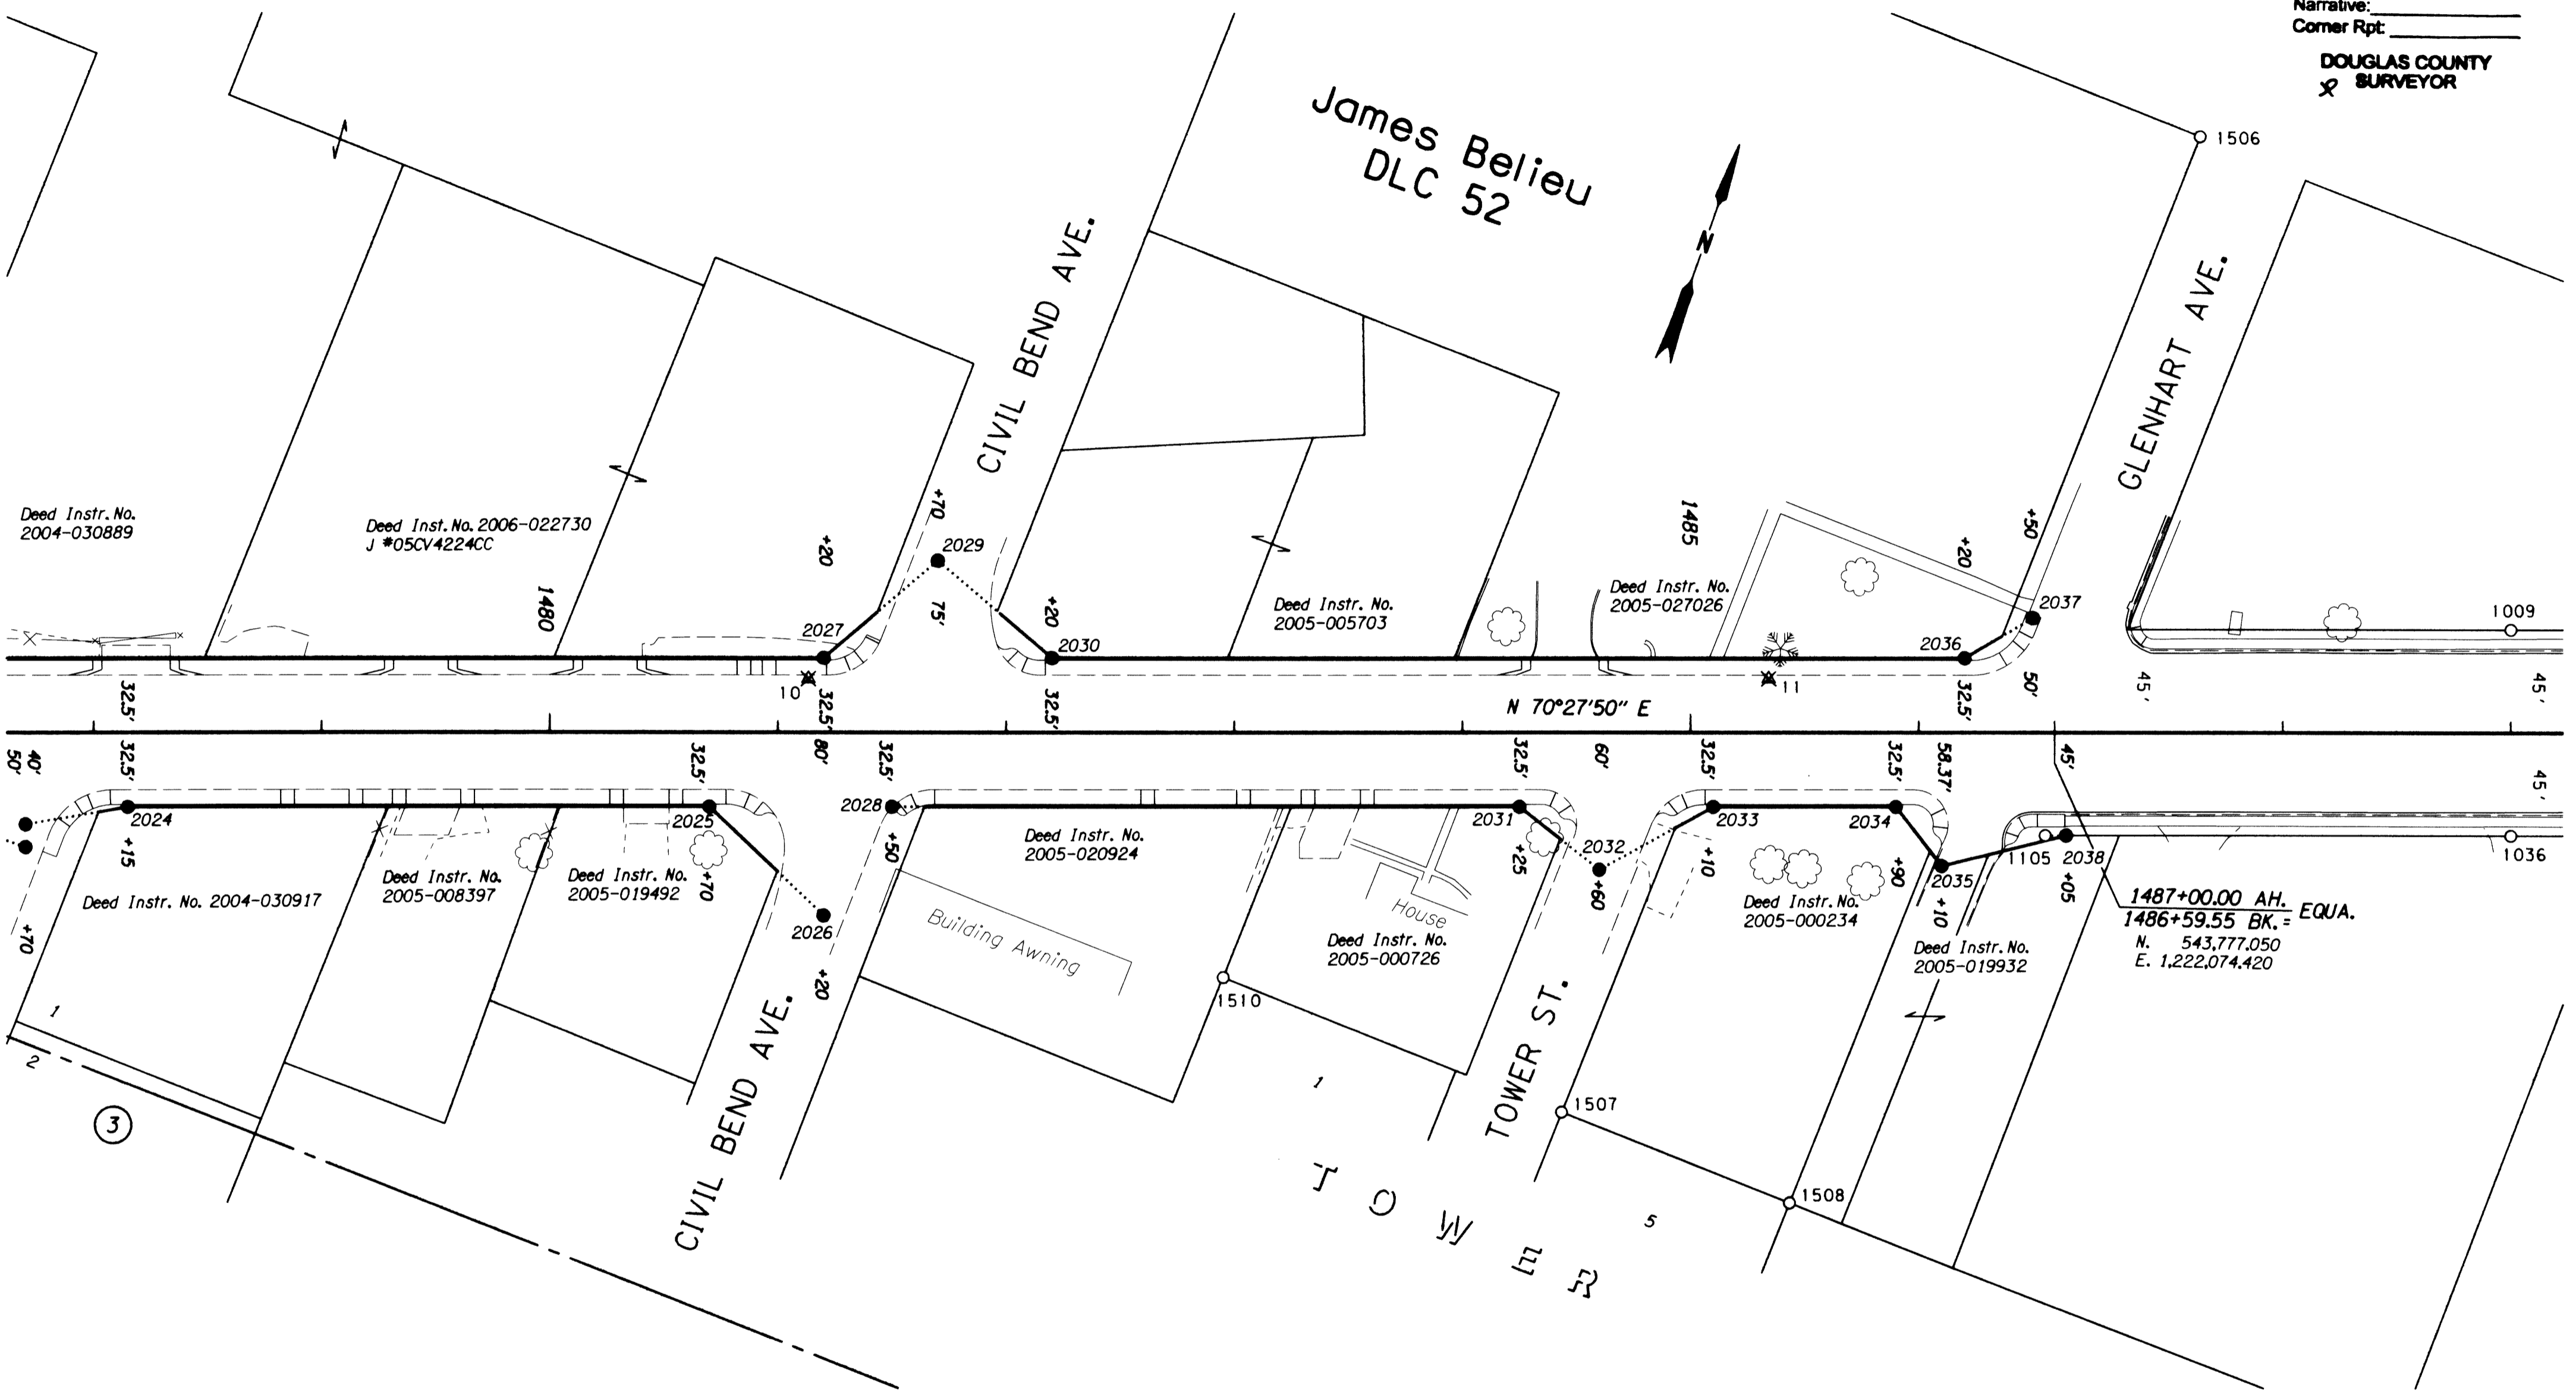 Narrative:
Corner Rpt:
DOUGLAS COUNTY
SURVEYOR
James Belieu
DLC 52
N
1506
CIVIL BEND AVE.
GLENHART AVE.
Deed Instr. No.
2004-030889
Deed Inst. No. 2006-022730
J #05CV4224CC
1480
+20
+70
2029
75'
2027
+20
2030
Deed Instr. No.
2005-005703
1485
Deed Instr. No.
2005-027026
+20
+50
2037
2036
1009
10
11
32.5'
32.5'
32.5'
N 70°27'50" E
32.5'
50'
45'
45'
50'
40'
32.5'
32.5'
80'
32.5'
32.5'
60'
32.5'
32.5'
58.37'
45'
45'
2024
2025
2028
2031
2033
2034
+15
+70
+50
+25
2032
+60
+10
+90
2035
1105
2038
+05
1036
Deed Instr. No. 2004-030917
Deed Instr. No.
2005-008397
Deed Instr. No.
2005-019492
2026
+20
Deed Instr. No.
2005-020924
Building Awning
House
Deed Instr. No.
2005-000726
Deed Instr. No.
2005-000234
+10
Deed Instr. No.
2005-019932
1487+00.00 AH.
1486+59.55 BK. = EQUA.
N. 543,777.050
E. 1,222,074.420
+70
1
2
3
CIVIL BEND AVE.
1510
1
TOWER ST.
1507
1508
5
TOWER